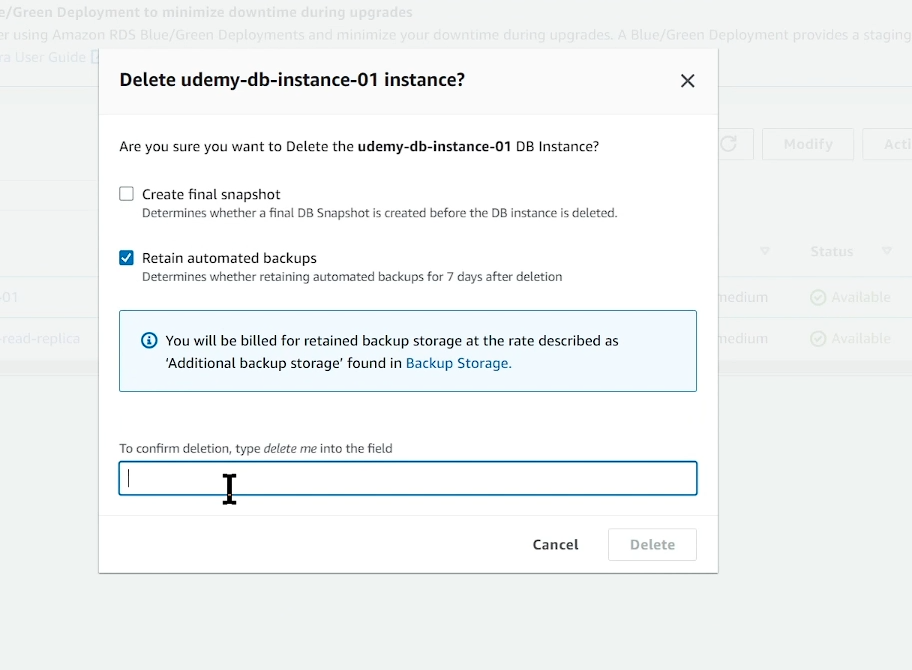 e/Green Deployment to minimize downtime during upgrades
er using Amazon RDS Blue/Green Deployments and minimize your downtime during upgrades. A Blue/Green Deployment provides a staging
ra User Guide
Delete udemy-db-instance-01 instance?
Are you sure you want to Delete the udemy-db-instance-01 DB Instance?
Modify Acti
Create final snapshot
Determines whether a final DB Snapshot is created before the DB instance is deleted.
Retain automated backups
Status
Determines whether retaining automated backups for 7 days after deletion
-01 medium Available
You will be billed for retained backup storage at the rate described as
-read-replica medium Available
'Additional backup storage' found in Backup Storage.
To confirm deletion, type delete me into the field
Cancel Delete